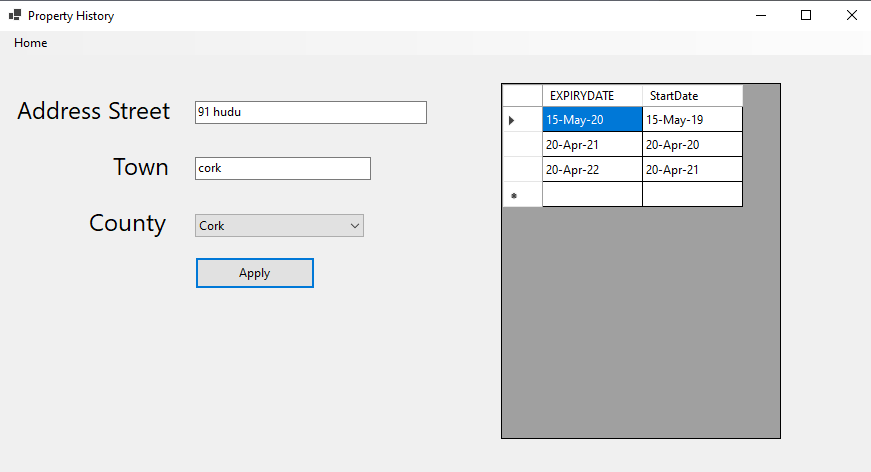 Property History
Home
Address Street 91 hudu
Town cork
County Cork
Apply
EXPIRYDATE StartDate
15-May-20 15-May-19
20-Apr-21 20-Apr-20
20-Apr-22 20-Apr-21